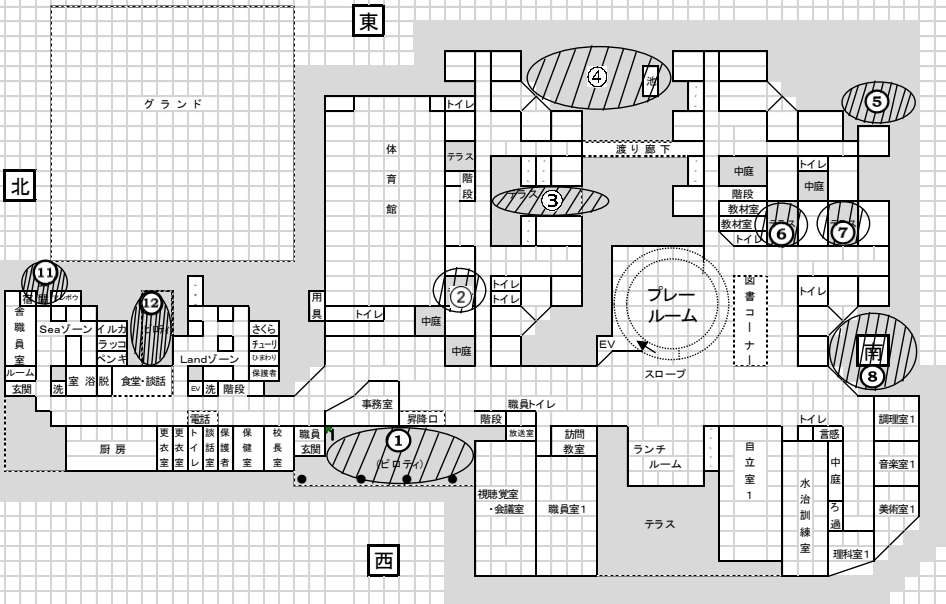 東
④
池
⑤
グランド
トイレ
体育館
渡り廊下
テラス
中庭
トイレ
北
階段
中庭
階段
テラス
③
教材室
教材室
トイレ
⑥
⑦
⑪
⑫
②
トイレ
トイレ
プレー
ルーム
図書コーナー
トイレ
用具
トイレ
中庭
中庭
EV
スロープ
南
⑧
舎職員室
Seaゾーン
イルカ
ラッコ
ペンギ
Landゾーン
さくら
チューリ
ひまわり
保護者
ルーム
玄関
洗
室
浴
脱
食堂・談話
EV
洗
階段
事務室
職員トイレ
電話
昇降口
階段
放送室
厨房
更衣室
更衣室
トイレ
談話室
保護者
保健室
校長室
職員
玄関
①
(ピロティ)
訪問
教室
ランチ
ルーム
自立室1
トイレ
言感
調理室1
中庭
音楽室1
水治訓練室
ろ過
美術室1
理科室1
視聴覚室
・会議室
職員室1
テラス
西